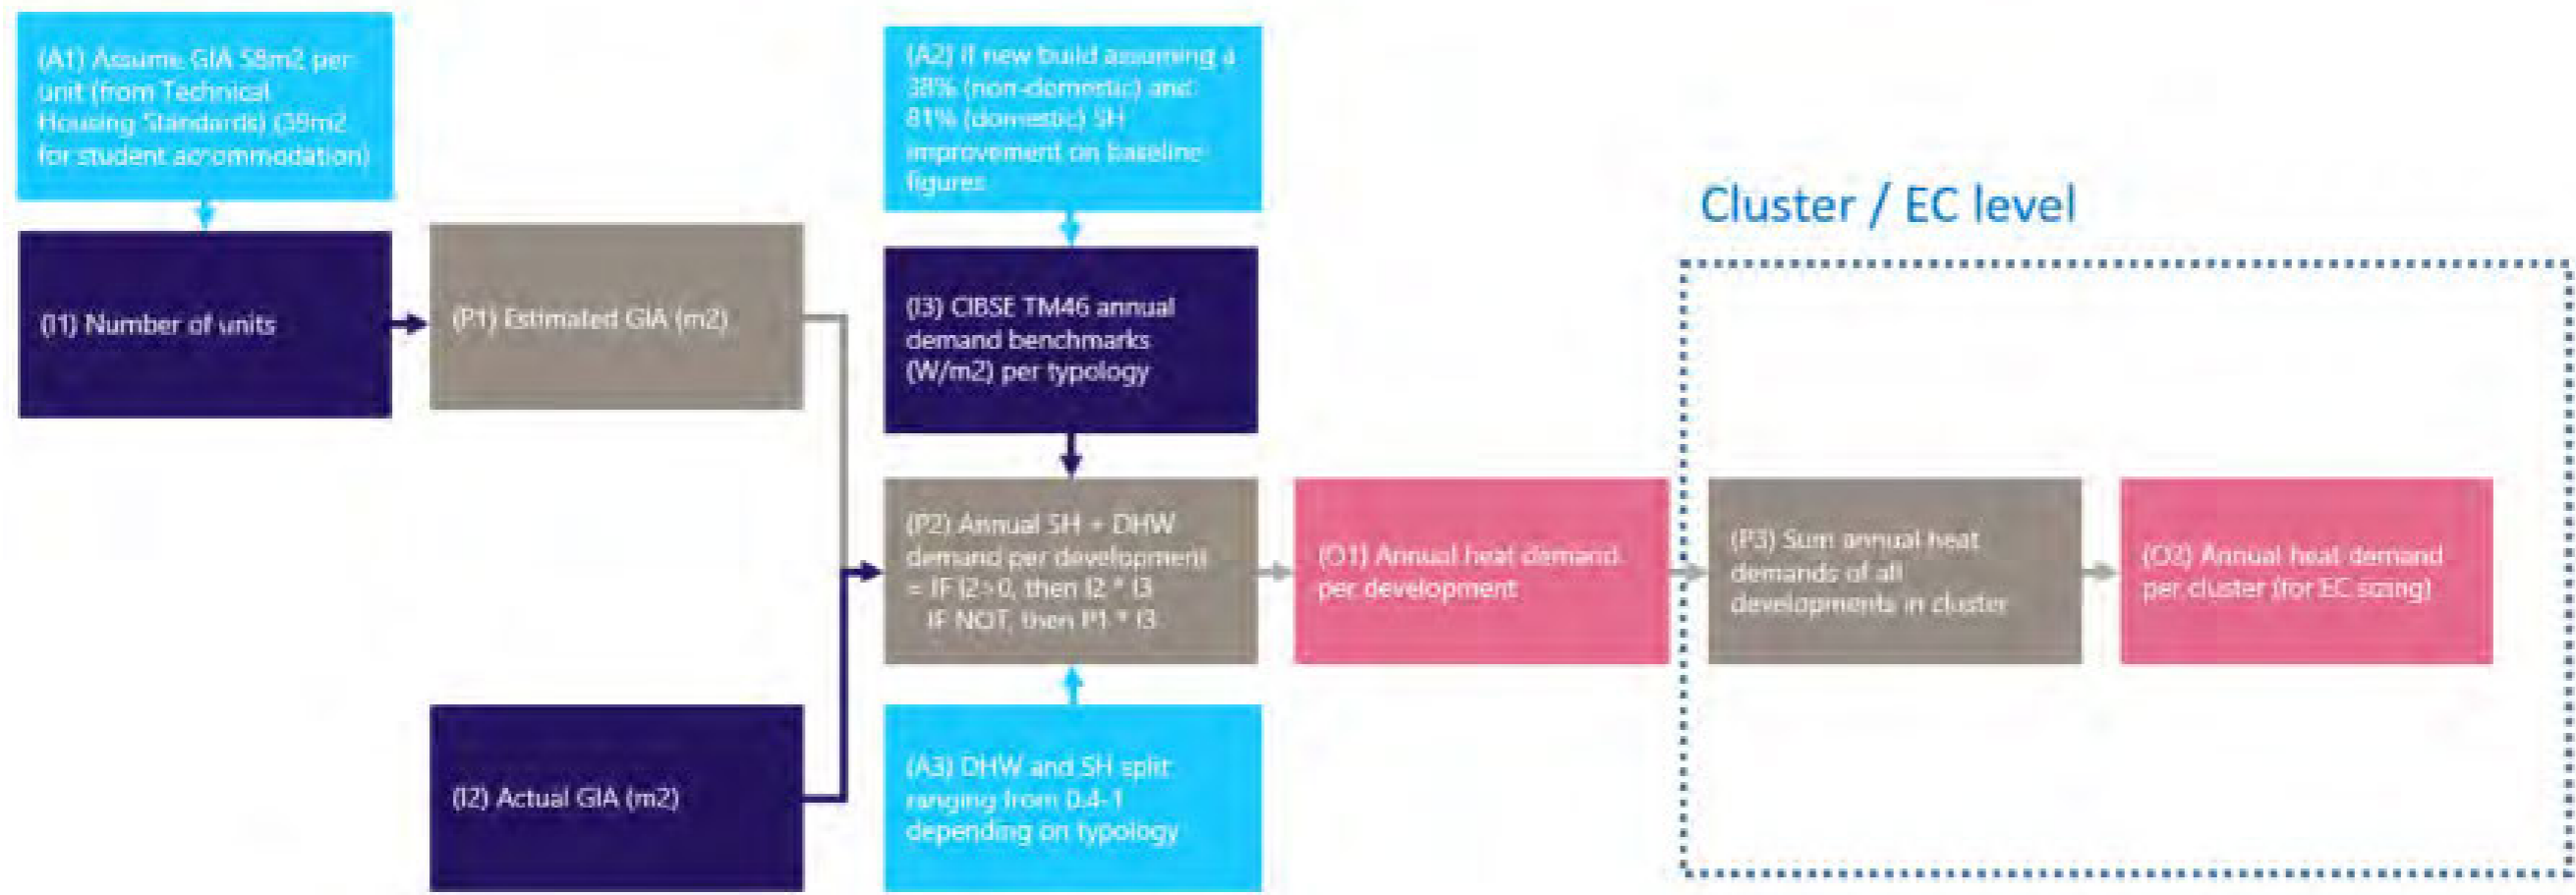 (A1) Assume GIA 58m2 per
unit (from Technical
Housing Standards) (39m2
for student accommodation)
(A2) If new build assuming a
38% (non-domestic) and
81% (domestic) SH
improvement on baseline
figures
Cluster / EC level
(I1) Number of units
(P1) Estimated GIA (m2)
(I3) CIBSE TM46 annual
demand benchmarks
(W/m2) per typology
(P2) Annual SH + DHW
demand per development
= IF I2>0, then I2 * I3
IF NOT, then P1 * I3
(O1) Annual heat demand
per development
(P3) Sum annual heat
demands of all
developments in cluster
(O2) Annual heat demand
per cluster (for EC sizing)
(I2) Actual GIA (m2)
(A3) DHW and SH split
ranging from 0.4-1
depending on typology